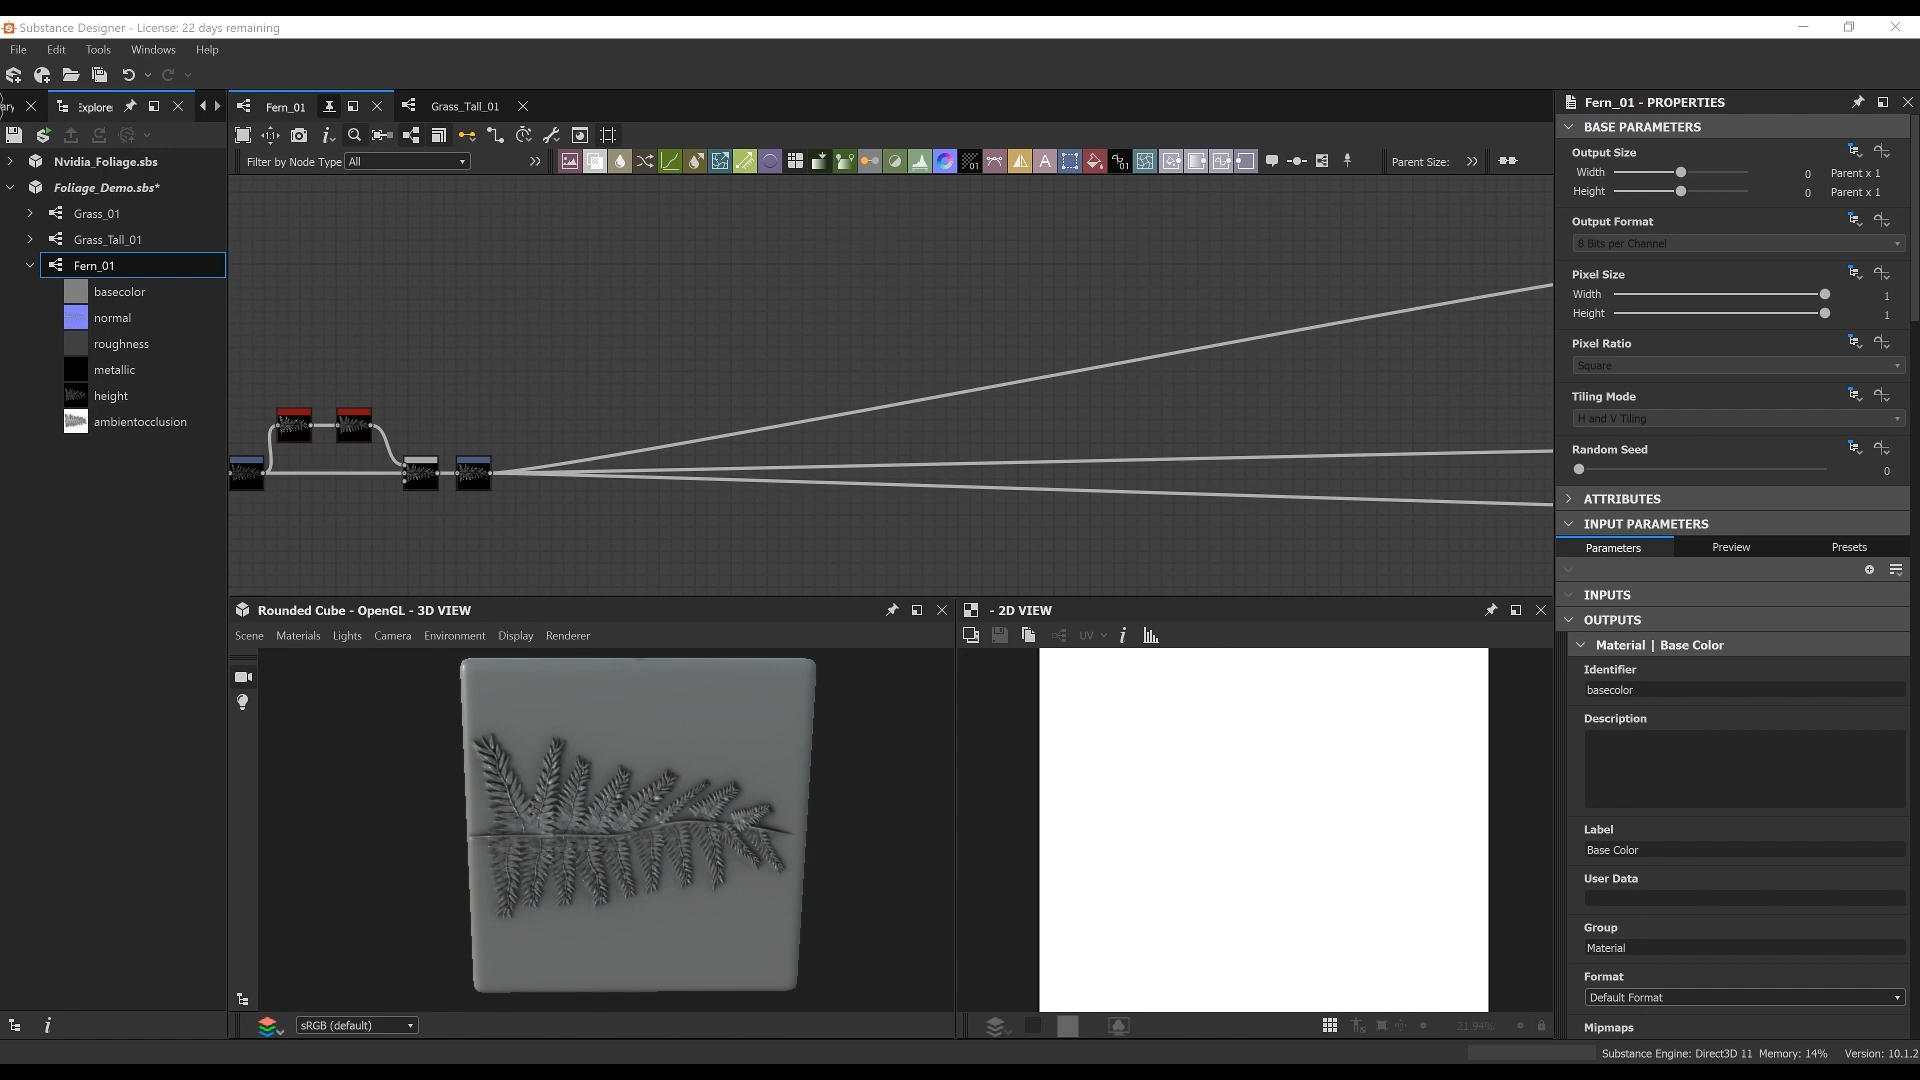 Substance Designer - License: 22 days remaining
File Edit Tools Windows Help
ary Explorer Fern_01 Grass_Tall_01
Filter by Node Type All Parent Size:
Nvidia_Foliage.sbs
Foliage_Demo.sbs*
Grass_01
Grass_Tall_01
Fern_01
basecolor
normal
roughness
metallic
height
ambientocclusion
Rounded Cube - OpenGL - 3D VIEW
Scene Materials Lights Camera Environment Display Renderer
sRGB (default)
- 2D VIEW
UV
21.94%
Fern_01 - PROPERTIES
BASE PARAMETERS
Output Size
Width 0 Parent x 1
Height 0 Parent x 1
Output Format
8 Bits per Channel
Pixel Size
Width 1
Height 1
Pixel Ratio
Square
Tiling Mode
H and V Tiling
Random Seed
0
ATTRIBUTES
INPUT PARAMETERS
Parameters Preview Presets
INPUTS
OUTPUTS
Material | Base Color
Identifier
basecolor
Description
Label
Base Color
User Data
Group
Material
Format
Default Format
Mipmaps
Substance Engine: Direct3D 11 Memory: 14% Version: 10.1.2